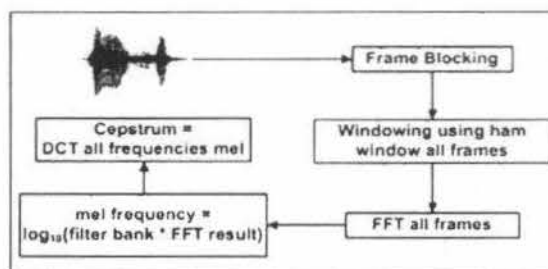 Frame Blocking
Windowing using ham
window all frames
FFT all frames
mel frequency =
log₁₀(filter bank * FFT result)
Cepstrum =
DCT all frequencies mel